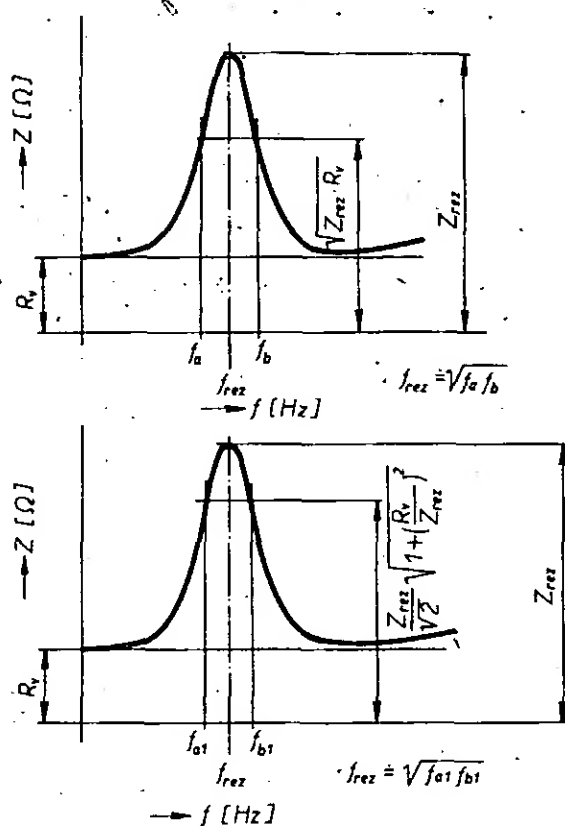 Z [Ω]
√Z_rez R_v
Z_rez
R_v
f_a
f_b
f_rez
f_rez ≐ √f_a f_b
f [Hz]
Z [Ω]
Z_rez/√2 √1+(R_v/Z_rez)²
Z_rez
R_v
f_a1
f_b1
f_rez
f_rez ≐ √f_a1 f_b1
f [Hz]